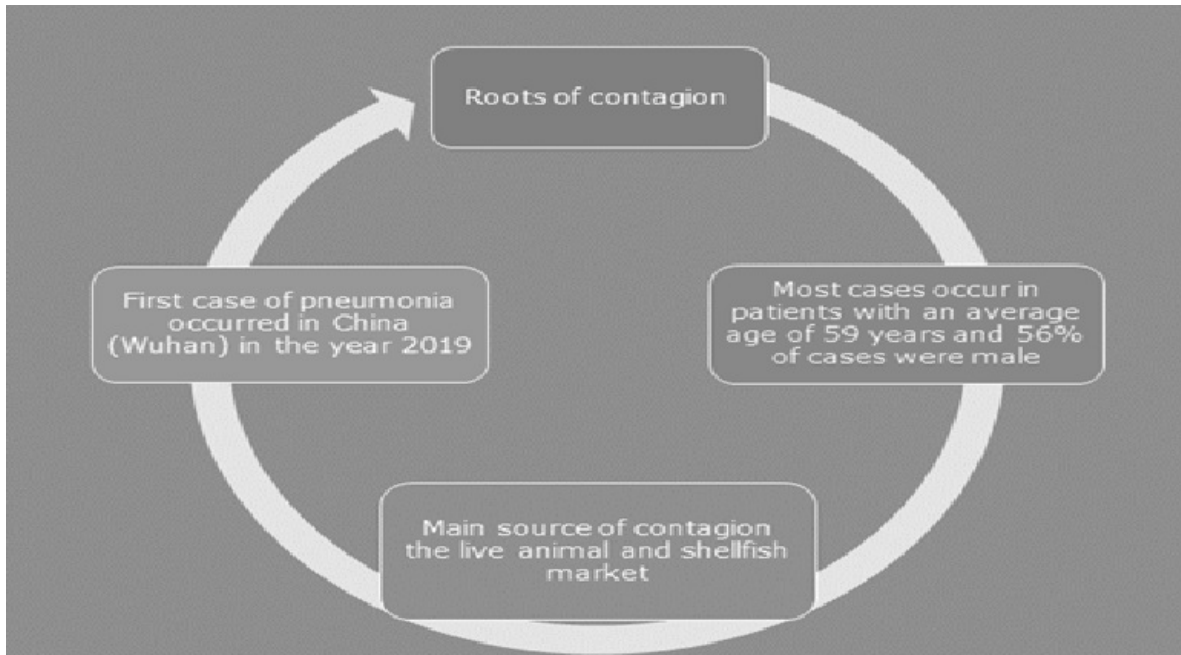 Roots of contagion
Most cases occur in
patients with an average
age of 59 years and 56%
of cases were male
Main source of contagion
the live animal and shellfish
market
First case of pneumonia
occurred in China
(Wuhan) in the year 2019